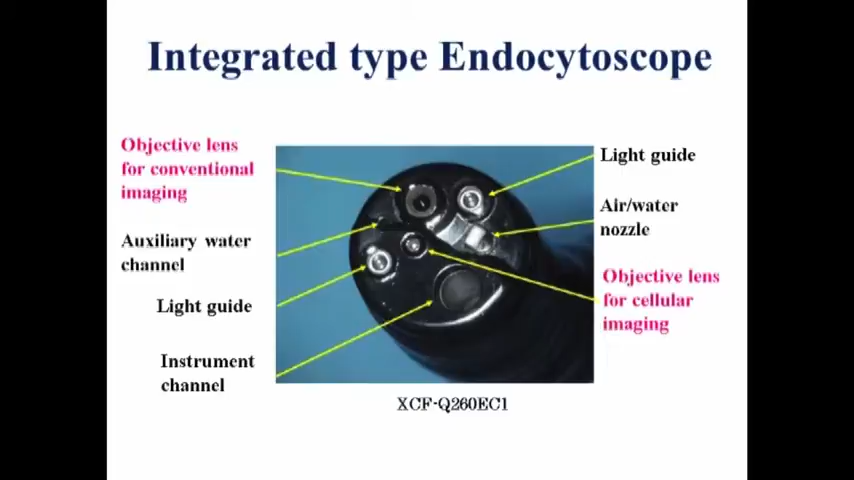 Integrated type Endocytoscope
Objective lens
for conventional
imaging
Auxiliary water
channel
Light guide
Instrument
channel
Light guide
Air/water
nozzle
Objective lens
for cellular
imaging
XCF-Q260EC1